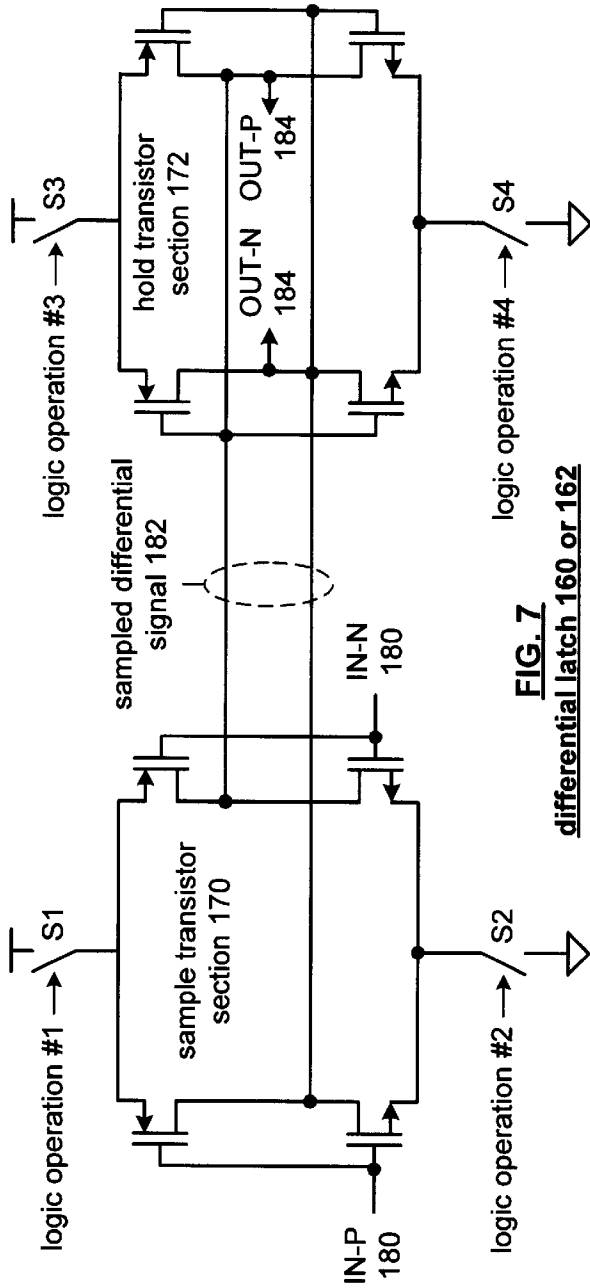 logic operation #1
S1
logic operation #3
S3
sample transistor
section 170
hold transistor
section 172
sampled differential
signal 182
OUT-N
184
OUT-P
184
IN-P
180
IN-N
180
logic operation #2
S2
logic operation #4
S4
FIG. 7
differential latch 160 or 162